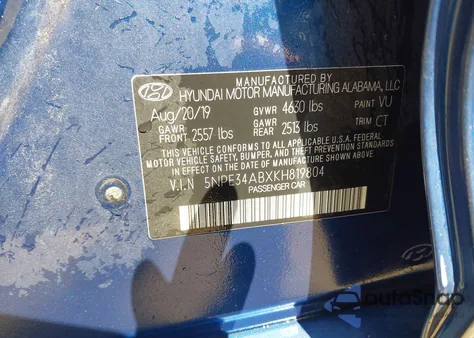 MANUFACTURED BY
HYUNDAI MOTOR MANUFACTURING ALABAMA, LLC
Aug/20/19 GVWR 4630 lbs PAINT VU
GAWR FRONT 2557 lbs GAWR REAR 2513 lbs TRIM CT
THIS VEHICLE CONFORMS TO ALL APPLICABLE U.S.A. FEDERAL
MOTOR VEHICLE SAFETY, BUMPER, AND THEFT PREVENTION
STANDARDS IN EFFECT ON THE DATE OF MANUFACTURE SHOWN ABOVE.
V.I.N 5NPE34ABXKH819804
PASSENGER CAR
AutoSnap